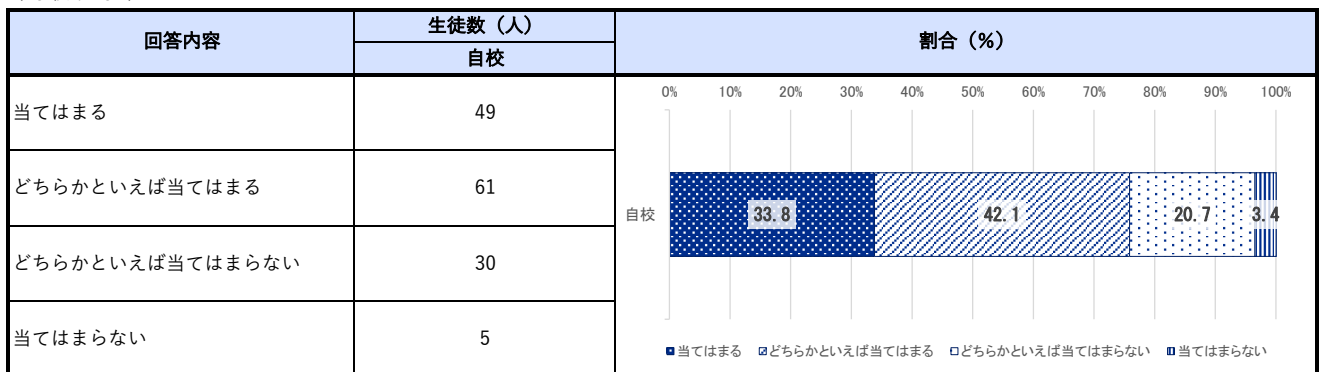 回答内容
生徒数（人）
自校
割合（％）
当てはまる
49
どちらかといえば当てはまる
61
どちらかといえば当てはまらない
30
当てはまらない
5
0% 10% 20% 30% 40% 50% 60% 70% 80% 90% 100%
自校
33.8 42.1 20.7 3.4
当てはまる どちらかといえば当てはまる どちらかといえば当てはまらない 当てはまらない